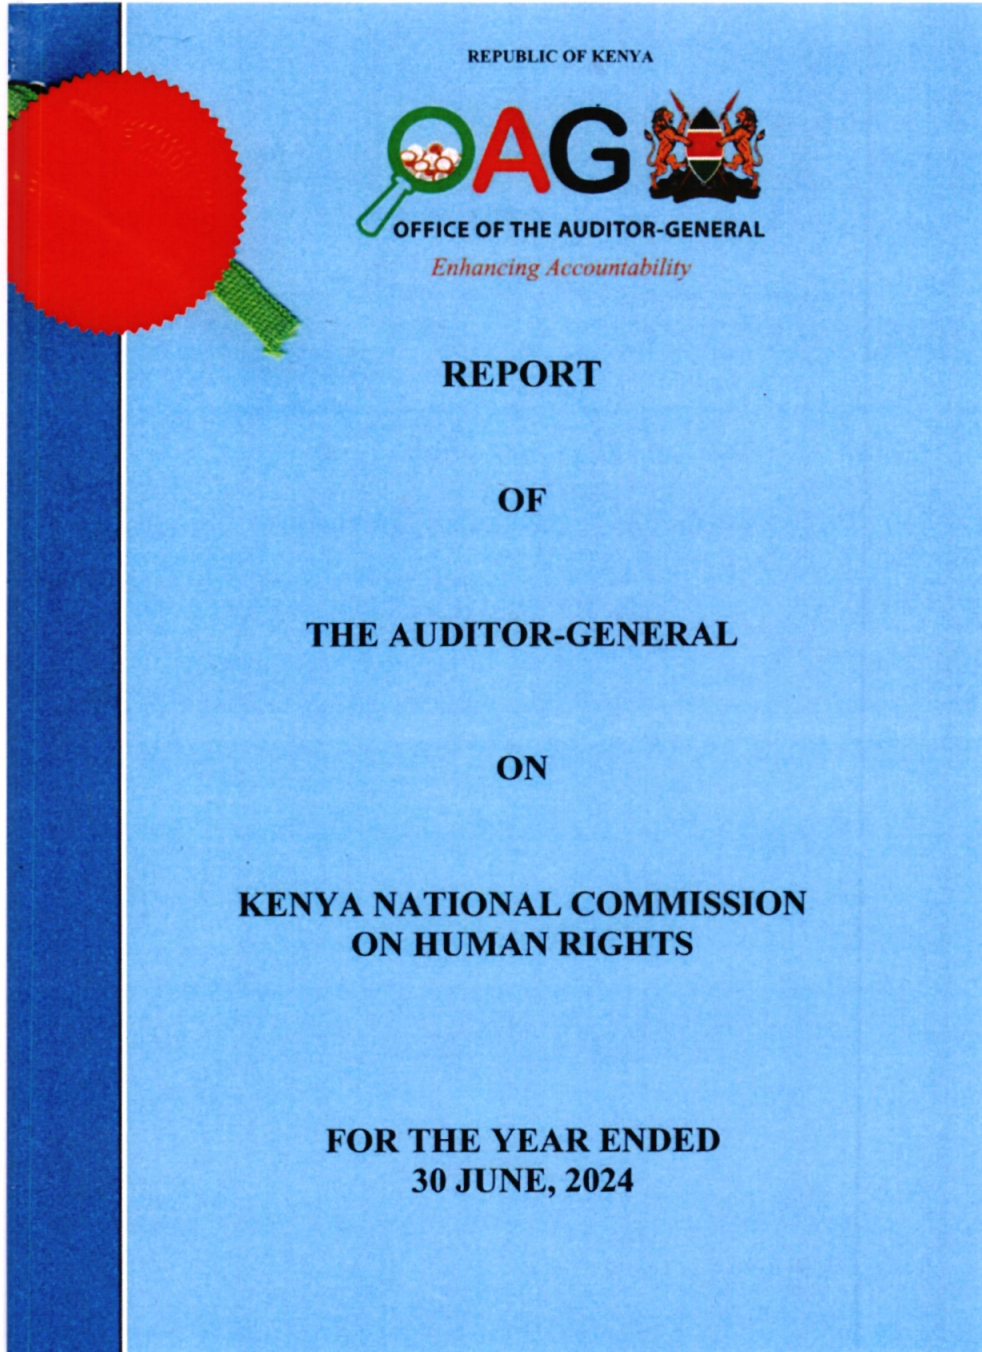 REPUBLIC OF KENYA
OAG
OFFICE OF THE AUDITOR-GENERAL
Enhancing Accountability
REPORT
OF
THE AUDITOR-GENERAL
ON
KENYA NATIONAL COMMISSION
ON HUMAN RIGHTS
FOR THE YEAR ENDED
30 JUNE, 2024